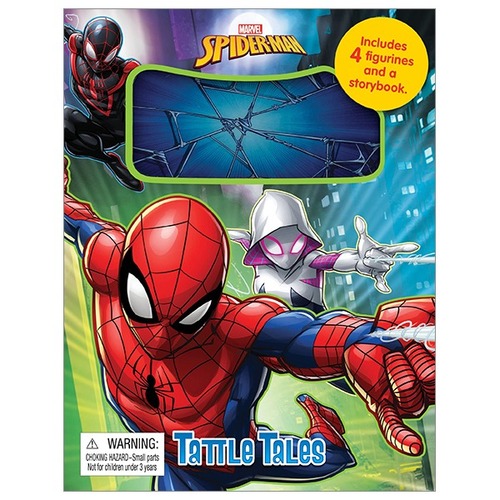 MARVEL
SPIDER-MAN
Includes
4 figurines
and a
storybook.
WARNING:
CHOKING HAZARD-Small parts
Not for children under 3 years
Tattle Tales